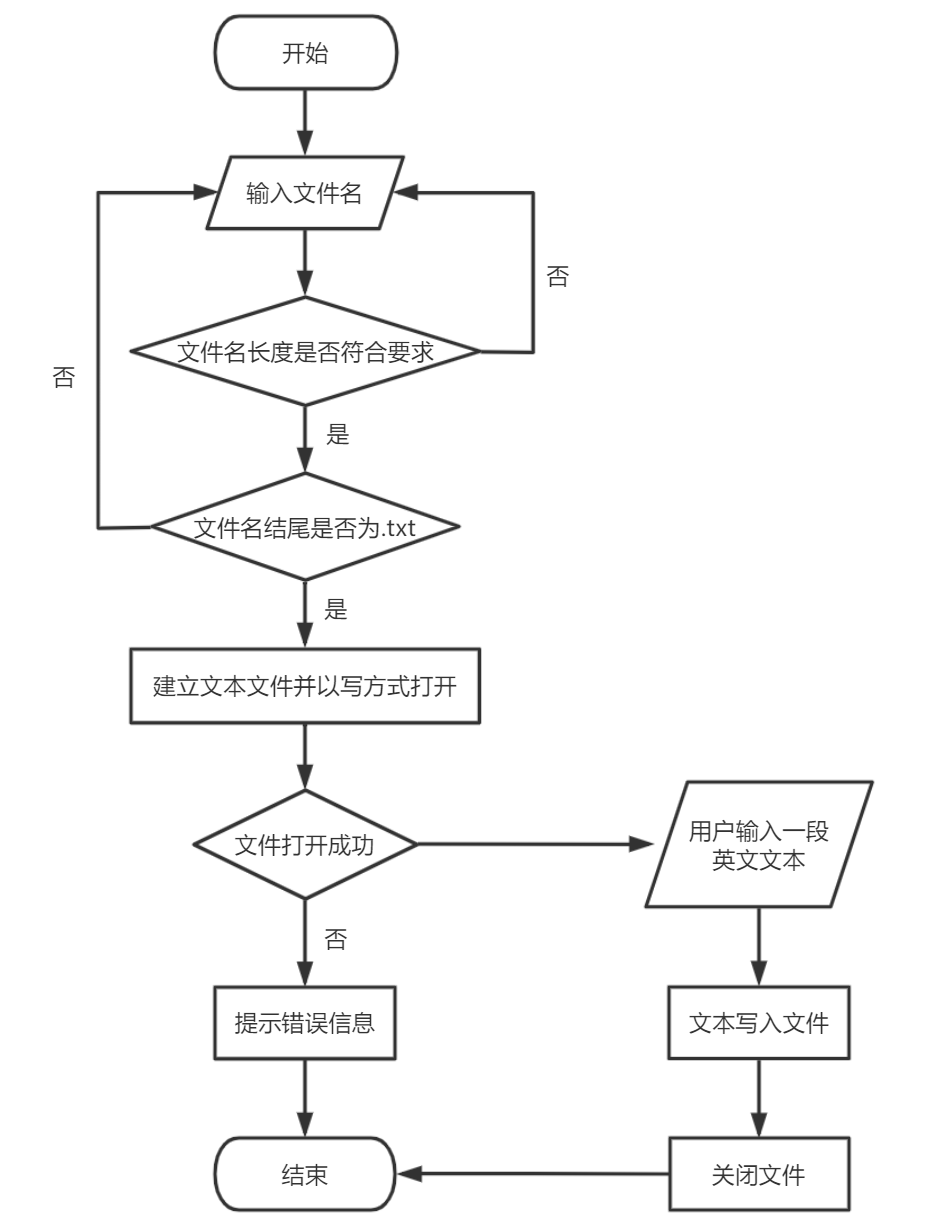 开始
输入文件名
否
文件名长度是否符合要求
否
是
文件名结尾是否为.txt
是
建立文本文件并以写方式打开
文件打开成功
用户输入一段
英文文本
否
提示错误信息
文本写入文件
结束
关闭文件